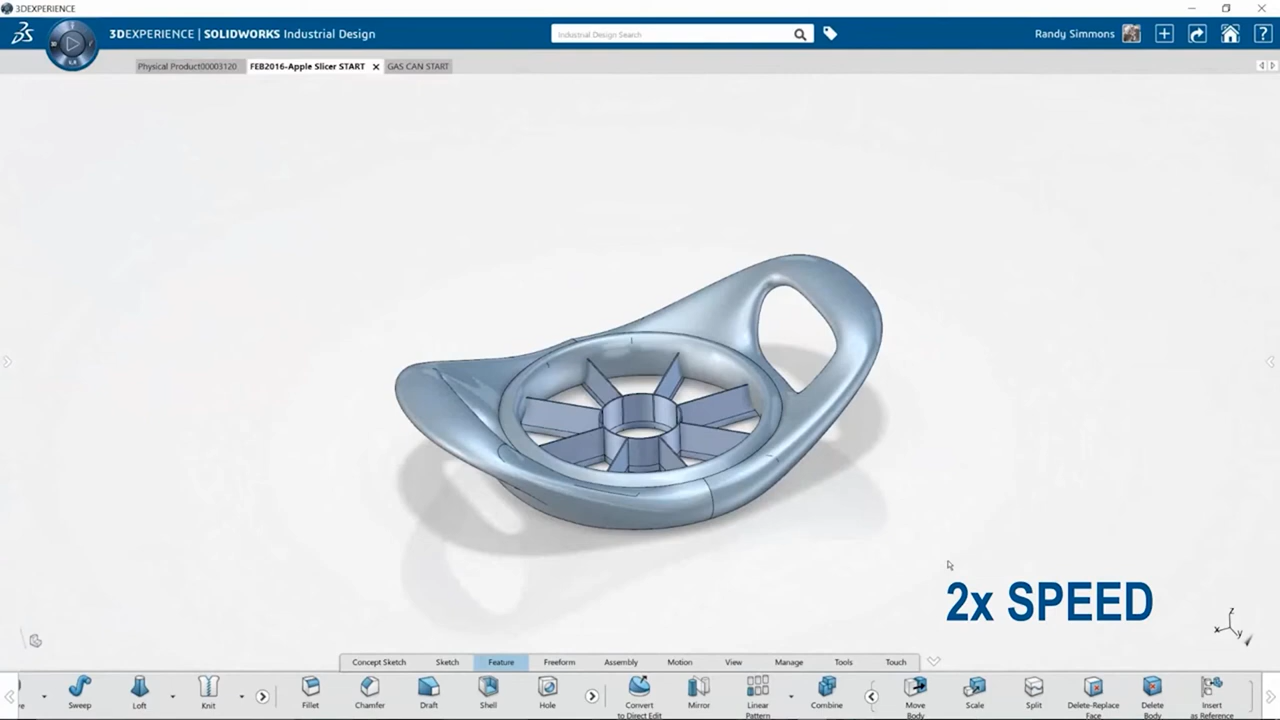 3DEXPERIENCE
3DEXPERIENCE | SOLIDWORKS Industrial Design
Industrial Design Search
Randy Simmons
Physical Product00003120
FEB2016-Apple Slicer START
GAS CAN START
2x SPEED
z
x
y
Concept Sketch
Sketch
Feature
Freeform
Assembly
Motion
View
Manage
Tools
Touch
Sweep
Loft
Knit
Fillet
Chamfer
Draft
Shell
Hole
Convert
to Direct Edit
Mirror
Linear
Pattern
Combine
Move
Body
Scale
Split
Delete-Replace
Face
Delete
Body
Insert
as Reference